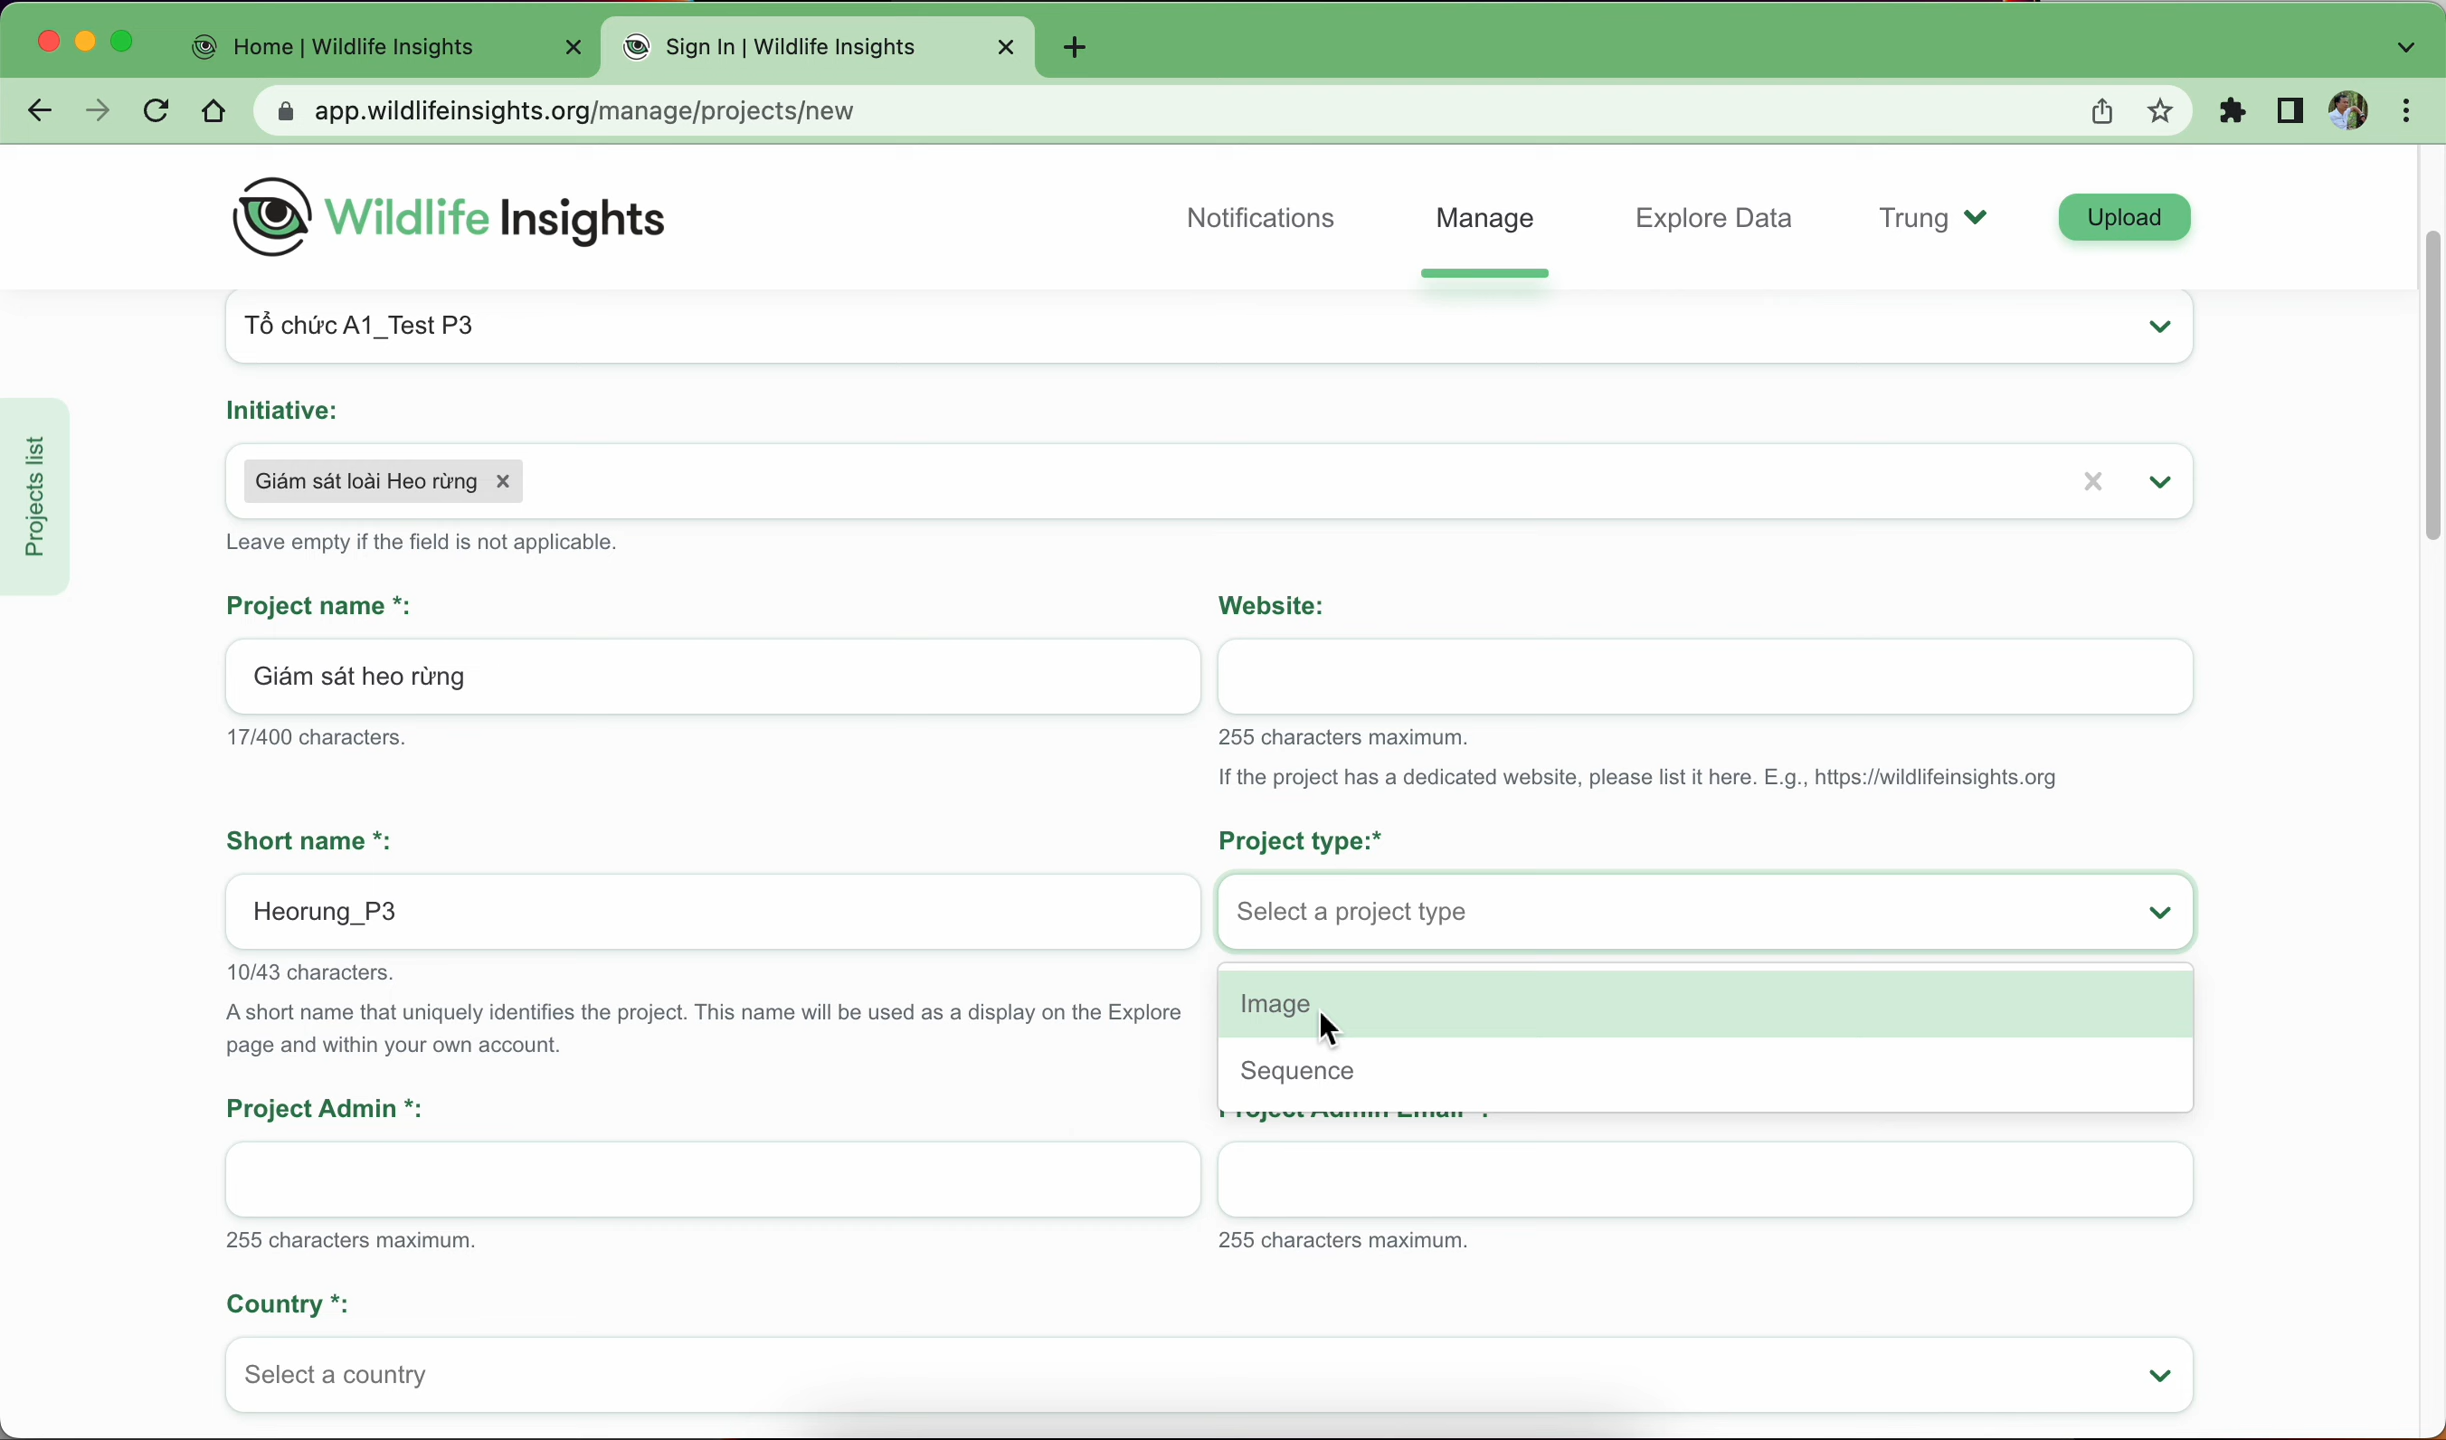 Home | Wildlife Insights
Sign In | Wildlife Insights
app.wildlifeinsights.org/manage/projects/new
Wildlife Insights
Notifications
Manage
Explore Data
Trung
Upload
Tổ chức A1_Test P3
Projects list
Initiative:
Giám sát loài Heo rừng
Leave empty if the field is not applicable.
Project name *:
Website:
Giám sát heo rừng
17/400 characters.
255 characters maximum.
If the project has a dedicated website, please list it here. E.g., https://wildlifeinsights.org
Short name *:
Project type:*
Heorung_P3
Select a project type
10/43 characters.
A short name that uniquely identifies the project. This name will be used as a display on the Explore
page and within your own account.
Image
Sequence
Project Admin *:
Project Admin Email *:
255 characters maximum.
255 characters maximum.
Country *:
Select a country